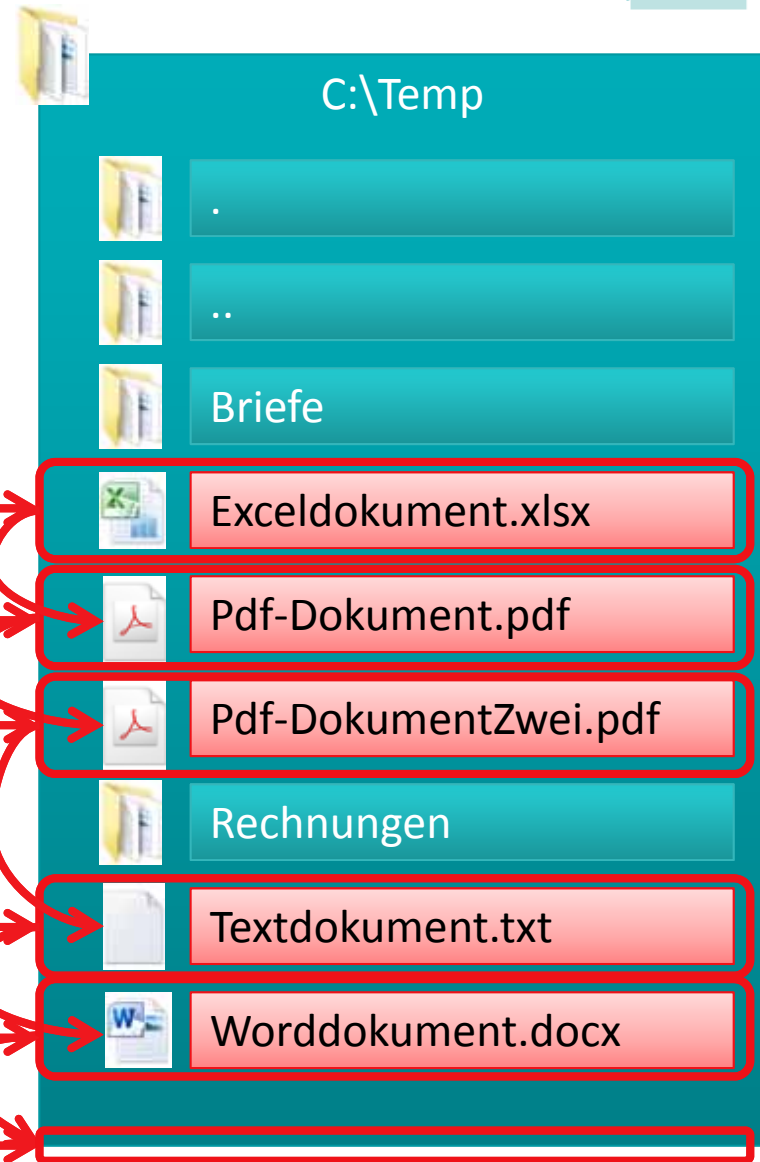 C:\Temp
.
..
Briefe
Exceldokument.xlsx
Pdf-Dokument.pdf
Pdf-DokumentZwei.pdf
Rechnungen
Textdokument.txt
Worddokument.docx